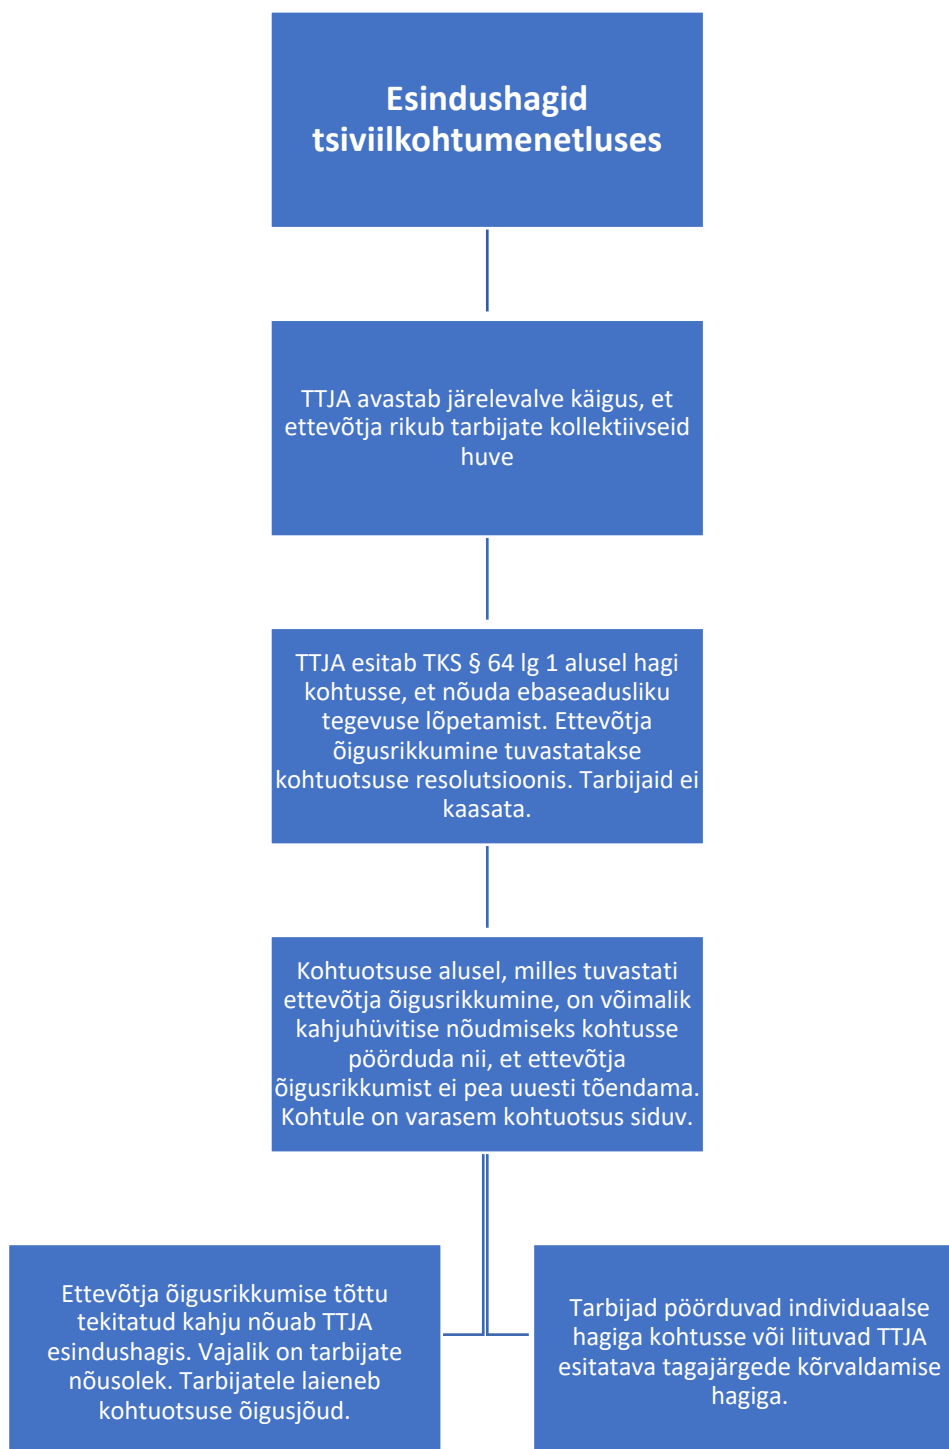 Esindushagid
tsiviilkohtumenetluses
TTJA avastab järelevalve käigus, et
ettevõtja rikub tarbijate kollektiivseid
huve
TTJA esitab TKS § 64 lg 1 alusel hagi
kohtusse, et nõuda ebaseadusliku
tegevuse lõpetamist. Ettevõtja
õigusrikkumine tuvastatakse
kohtuotsuse resolutsioonis. Tarbijaid ei
kaasata.
Kohtuotsuse alusel, milles tuvastati
ettevõtja õigusrikkumine, on võimalik
kahjuhüvitise nõudmiseks kohtusse
pöörduda nii, et ettevõtja
õigusrikkumist ei pea uuesti tõendama.
Kohtule on varasem kohtuotsus siduv.
Ettevõtja õigusrikkumise tõttu
tekitatud kahju nõuab TTJA
esindushagis. Vajalik on tarbijate
nõusolek. Tarbijatele laieneb
kohtuotsuse õigusjõud.
Tarbijad pöörduvad individuaalse
hagiga kohtusse või liituvad TTJA
esitatava tagajärgede kõrvaldamise
hagiga.